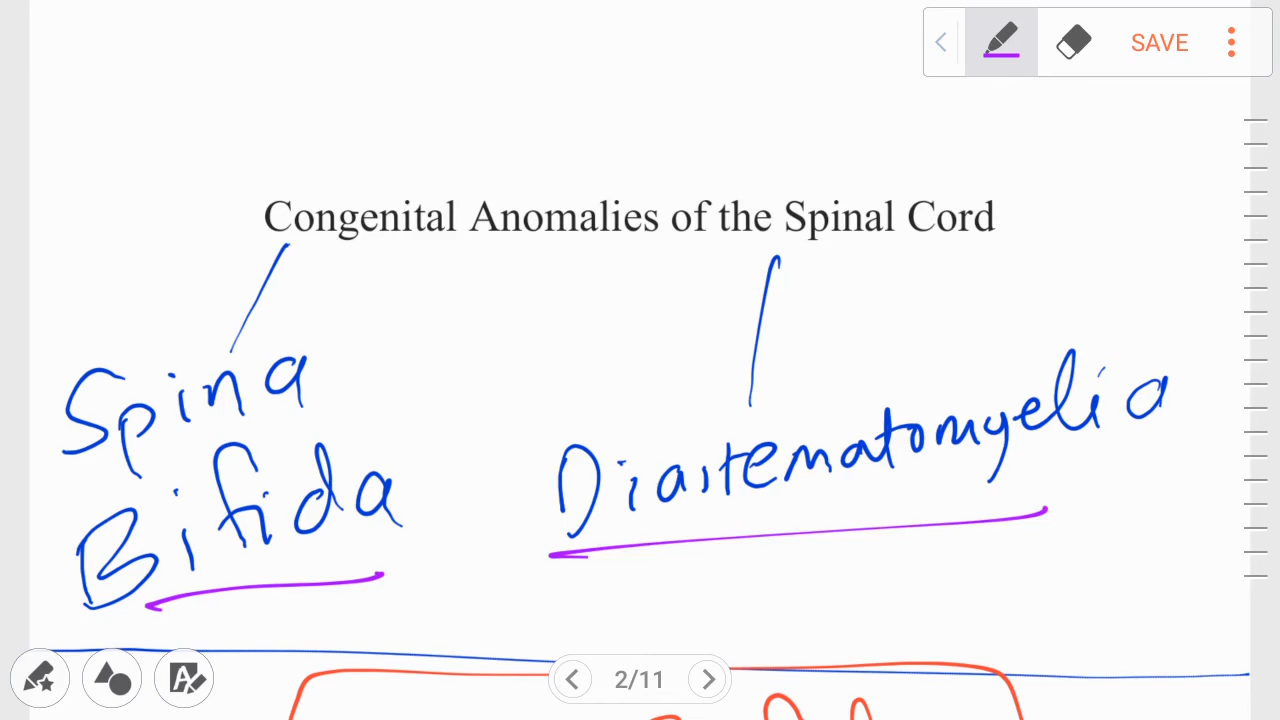 SAVE
Congenital Anomalies of the Spinal Cord
Spina
Bifida
Diastematomyelia
2/11